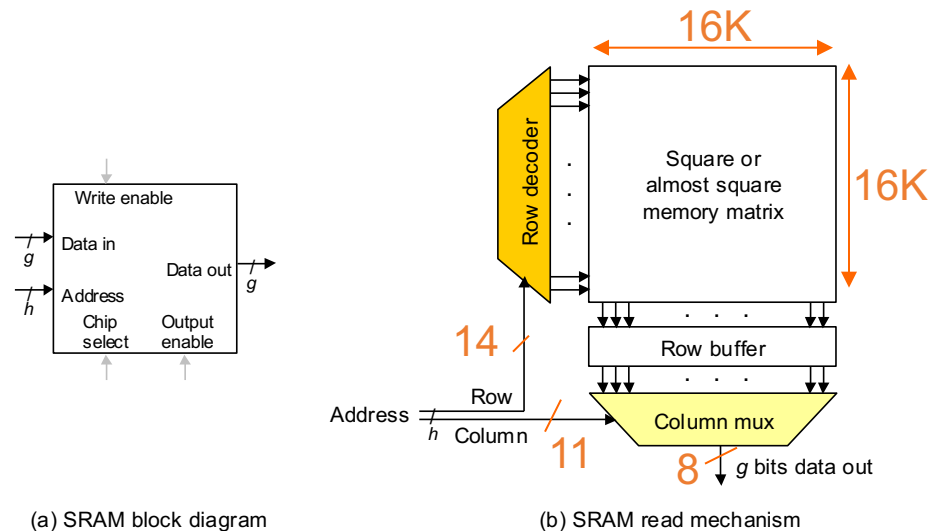 Write enable
Data in
g
Data out
g
Address
h
Chip
select
Output
enable
(a) SRAM block diagram
16K
Row decoder
. . .
Square or
almost square
memory matrix
16K
. . .
Row buffer
. . .
14
Row
Address
h
Column
11
Column mux
8
g bits data out
(b) SRAM read mechanism